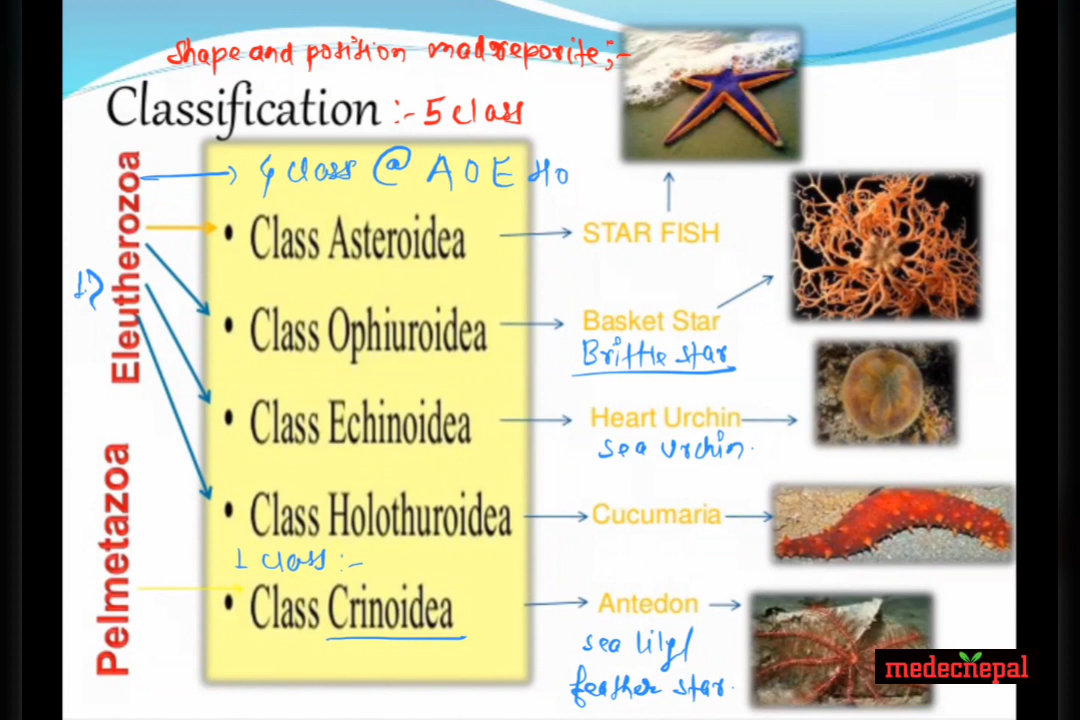 Shape and position madreporite;-
Classification :- 5 class
Eleutherozoa
4 class @ A O E Ho
• Class Asteroidea
STAR FISH
• Class Ophiuroidea
Basket Star
Brittle star
• Class Echinoidea
Heart Urchin
sea urchin.
Pelmetazoa
• Class Holothuroidea
Cucumaria
1 class :-
• Class Crinoidea
Antedon
sea lily/
feather star.
medecnepal